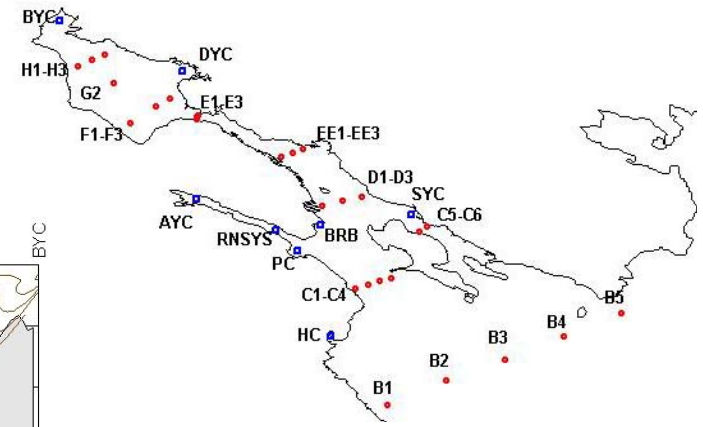 BYC
DYC
H1-H3
G2
E1-E3
F1-F3
EE1-EE3
D1-D3
SYC
AYC
C5-C6
RNSYS
BRB
PC
BYC
C1-C4
B5
HC
B4
B3
B2
B1